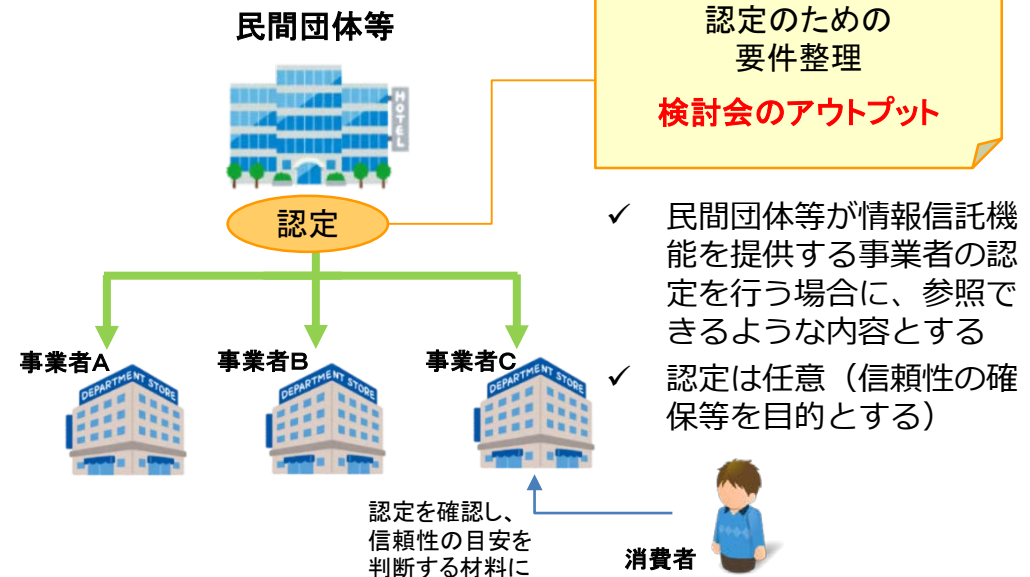 民間団体等
認定のための
要件整理
検討会のアウトプット
HOTEL
認定
✓ 民間団体等が情報信託機
能を提供する事業者の認
定を行う場合に、参照で
きるような内容とする
✓ 認定は任意（信頼性の確
保等を目的とする）
事業者A
事業者B
事業者C
DEPARTMENT STORE
DEPARTMENT STORE
DEPARTMENT STORE
認定を確認し、
信頼性の目安を
判断する材料に
消費者